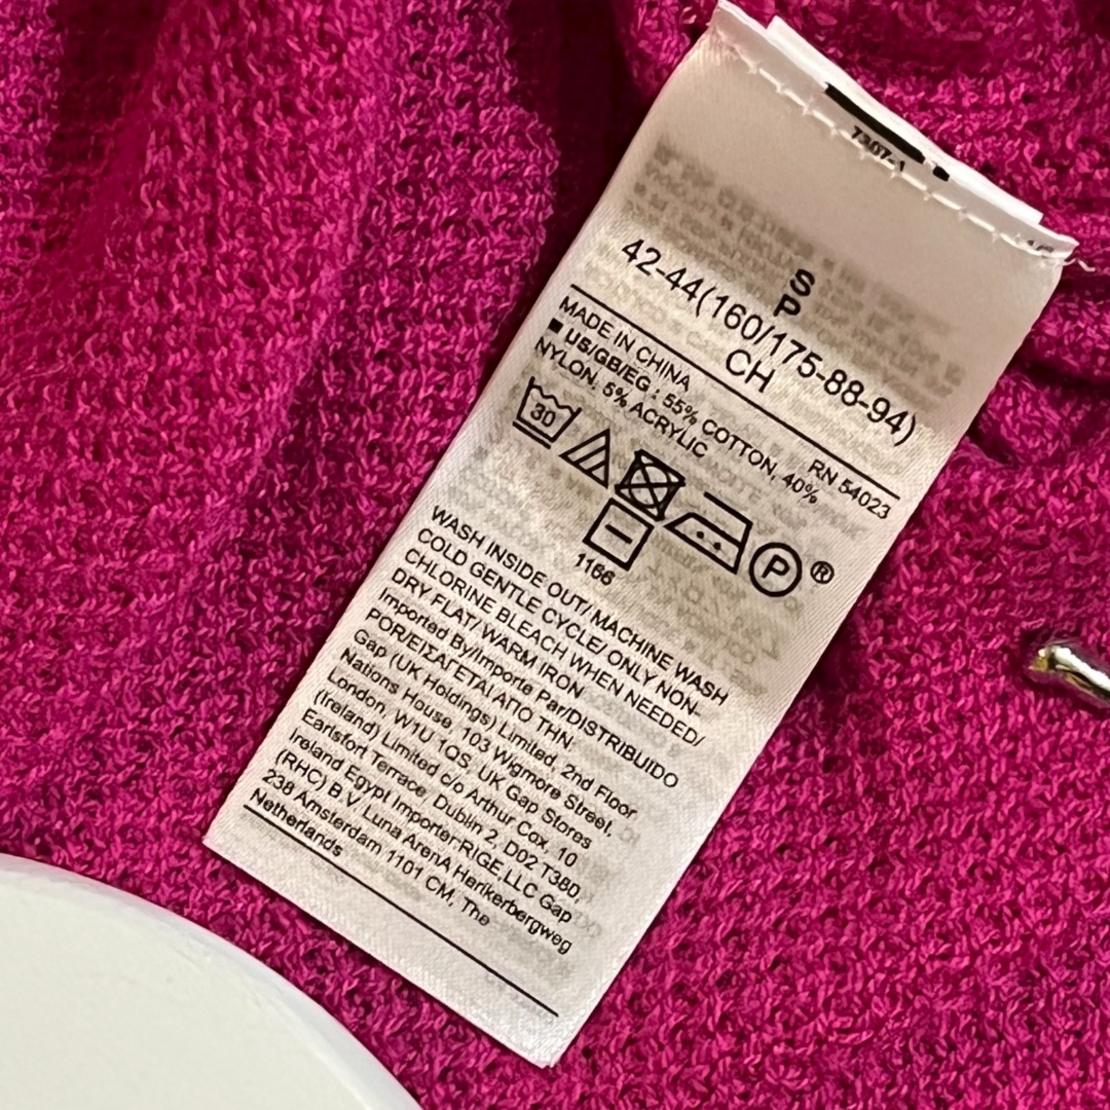 7307-1
S
P
42-44(160/175-88-94)
CH
MADE IN CHINA
RN 54023
■ US/GB/EG : 55% COTTON, 40%
NYLON, 5% ACRYLIC
30
P ®
1166
WASH INSIDE OUT/ MACHINE WASH
COLD GENTLE CYCLE/ ONLY NON-
CHLORINE BLEACH WHEN NEEDED/
DRY FLAT/ WARM IRON
Imported By/Importe Par/DISTRIBUIDO
POR/ΕΙΣΑΓΕΤΑΙ ΑΠΟ ΤΗΝ:
Gap (UK Holdings) Limited, 2nd Floor
Nations House, 103 Wigmore Street,
London, W1U 1QS, UK Gap Stores
(Ireland) Limited c/o Arthur Cox, 10
Earlsfort Terrace, Dublin 2, D02 T380,
Ireland Egypt Importer:RIGE,LLC Gap
(RHC) B.V. Luna ArenA Herikerbergweg
238 Amsterdam 1101 CM, The
Netherlands